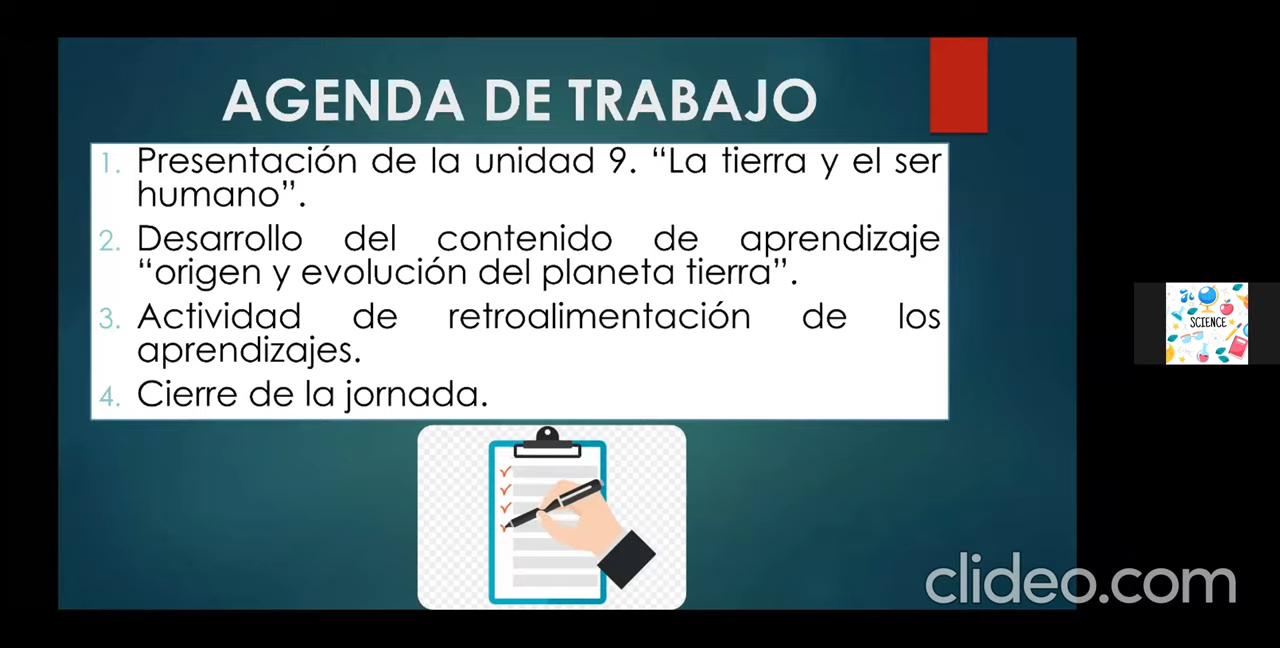 AGENDA DE TRABAJO
1. Presentación de la unidad 9. “La tierra y el ser
humano”.
2. Desarrollo del contenido de aprendizaje
“origen y evolución del planeta tierra”.
3. Actividad de retroalimentación de los
aprendizajes.
4. Cierre de la jornada.
SCIENCE
clideo.com